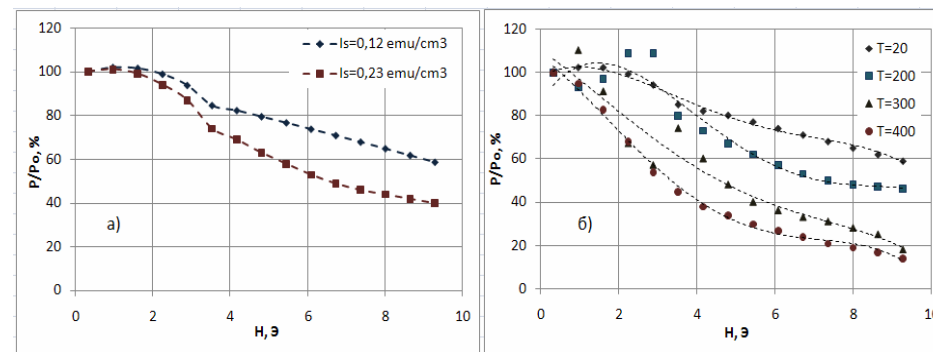 120
100
80
60
40
20
0
P/Po, %
0 2 4 6 8 10
H, Э
Is=0,12 emu/cm3
Is=0,23 emu/cm3
а)
120
100
80
60
40
20
0
P/Po, %
0 2 4 6 8 10
H, Э
T=20
T=200
T=300
T=400
б)